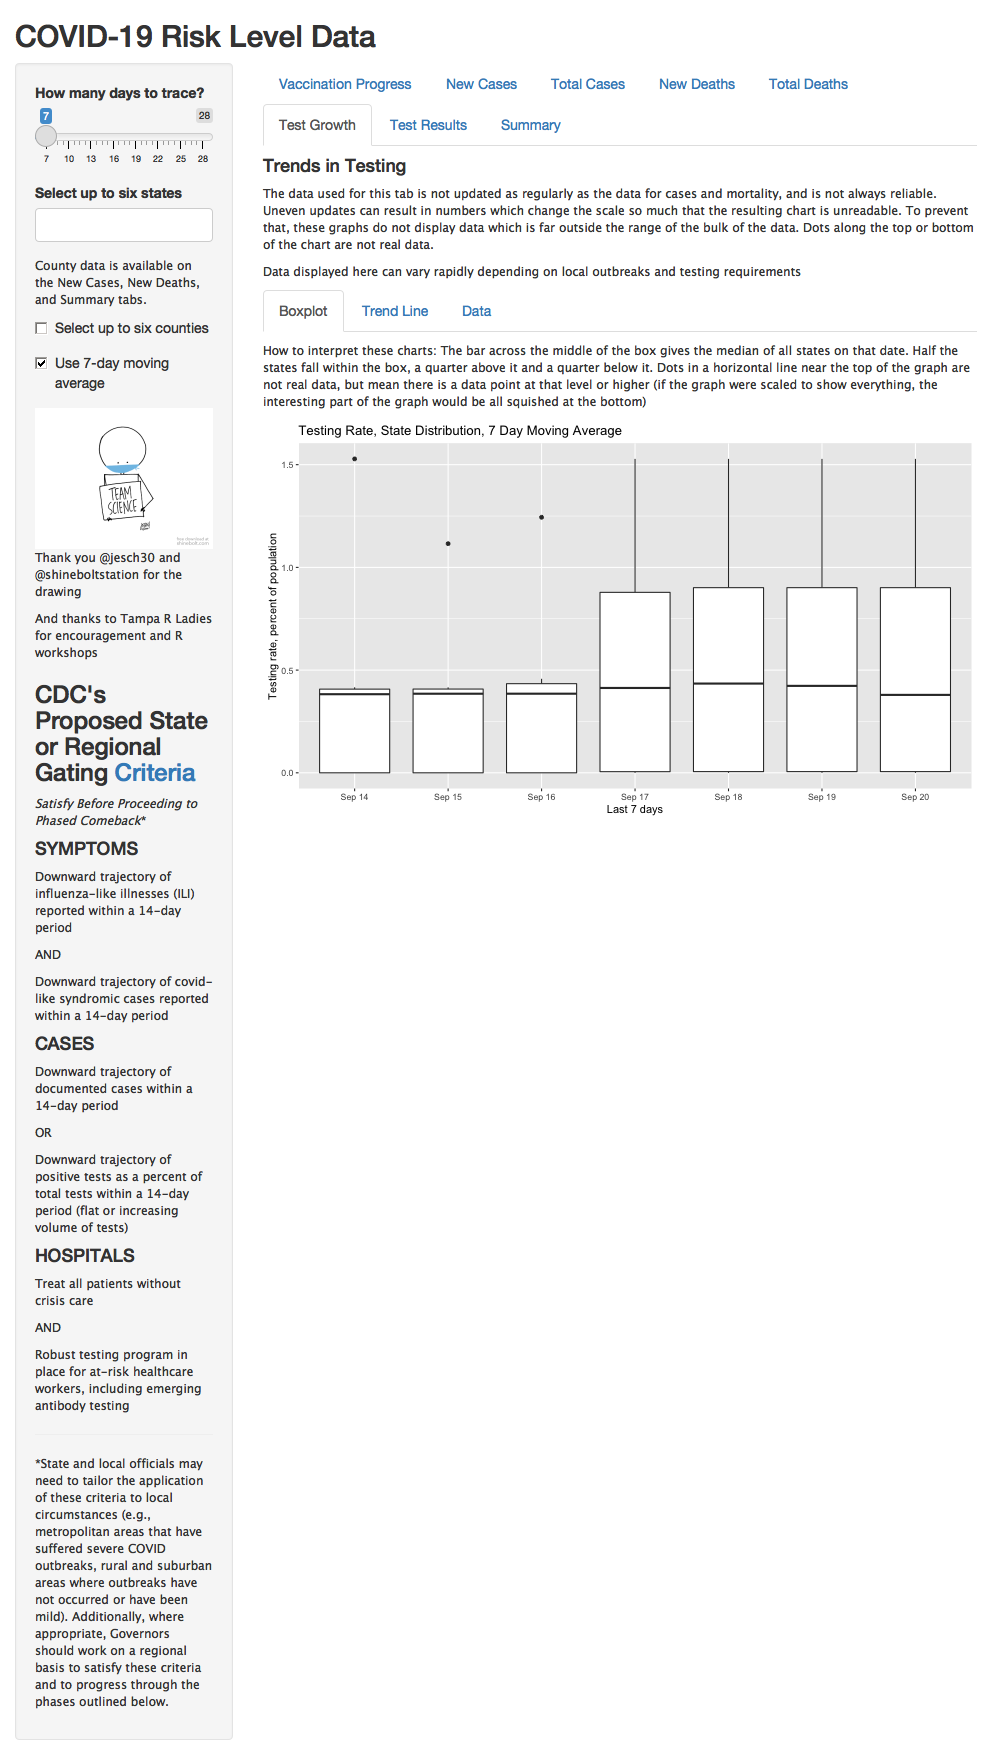 COVID-19 Risk Level Data
How many days to trace?
7 28
7 10 13 16 19 22 25 28
Select up to six states
County data is available on
the New Cases, New Deaths,
and Summary tabs.
Select up to six counties
Use 7-day moving
average
TEAM
SCIENCE
free download at
shinebolt.com
Thank you @jesch30 and
@shineboltstation for the
drawing
And thanks to Tampa R Ladies
for encouragement and R
workshops
CDC's
Proposed State
or Regional
Gating Criteria
Satisfy Before Proceeding to
Phased Comeback*
SYMPTOMS
Downward trajectory of
influenza-like illnesses (ILI)
reported within a 14-day
period
AND
Downward trajectory of covid-
like syndromic cases reported
within a 14-day period
CASES
Downward trajectory of
documented cases within a
14-day period
OR
Downward trajectory of
positive tests as a percent of
total tests within a 14-day
period (flat or increasing
volume of tests)
HOSPITALS
Treat all patients without
crisis care
AND
Robust testing program in
place for at-risk healthcare
workers, including emerging
antibody testing
*State and local officials may
need to tailor the application
of these criteria to local
circumstances (e.g.,
metropolitan areas that have
suffered severe COVID
outbreaks, rural and suburban
areas where outbreaks have
not occurred or have been
mild). Additionally, where
appropriate, Governors
should work on a regional
basis to satisfy these criteria
and to progress through the
phases outlined below.
Vaccination Progress New Cases Total Cases New Deaths Total Deaths
Test Growth Test Results Summary
Trends in Testing
The data used for this tab is not updated as regularly as the data for cases and mortality, and is not always reliable.
Uneven updates can result in numbers which change the scale so much that the resulting chart is unreadable. To prevent
that, these graphs do not display data which is far outside the range of the bulk of the data. Dots along the top or bottom
of the chart are not real data.
Data displayed here can vary rapidly depending on local outbreaks and testing requirements
Boxplot Trend Line Data
How to interpret these charts: The bar across the middle of the box gives the median of all states on that date. Half the
states fall within the box, a quarter above it and a quarter below it. Dots in a horizontal line near the top of the graph are
not real data, but mean there is a data point at that level or higher (if the graph were scaled to show everything, the
interesting part of the graph would be all squished at the bottom)
Testing Rate, State Distribution, 7 Day Moving Average
Testing rate, percent of population
1.5
1.0
0.5
0.0
Sep 14 Sep 15 Sep 16 Sep 17 Sep 18 Sep 19 Sep 20
Last 7 days